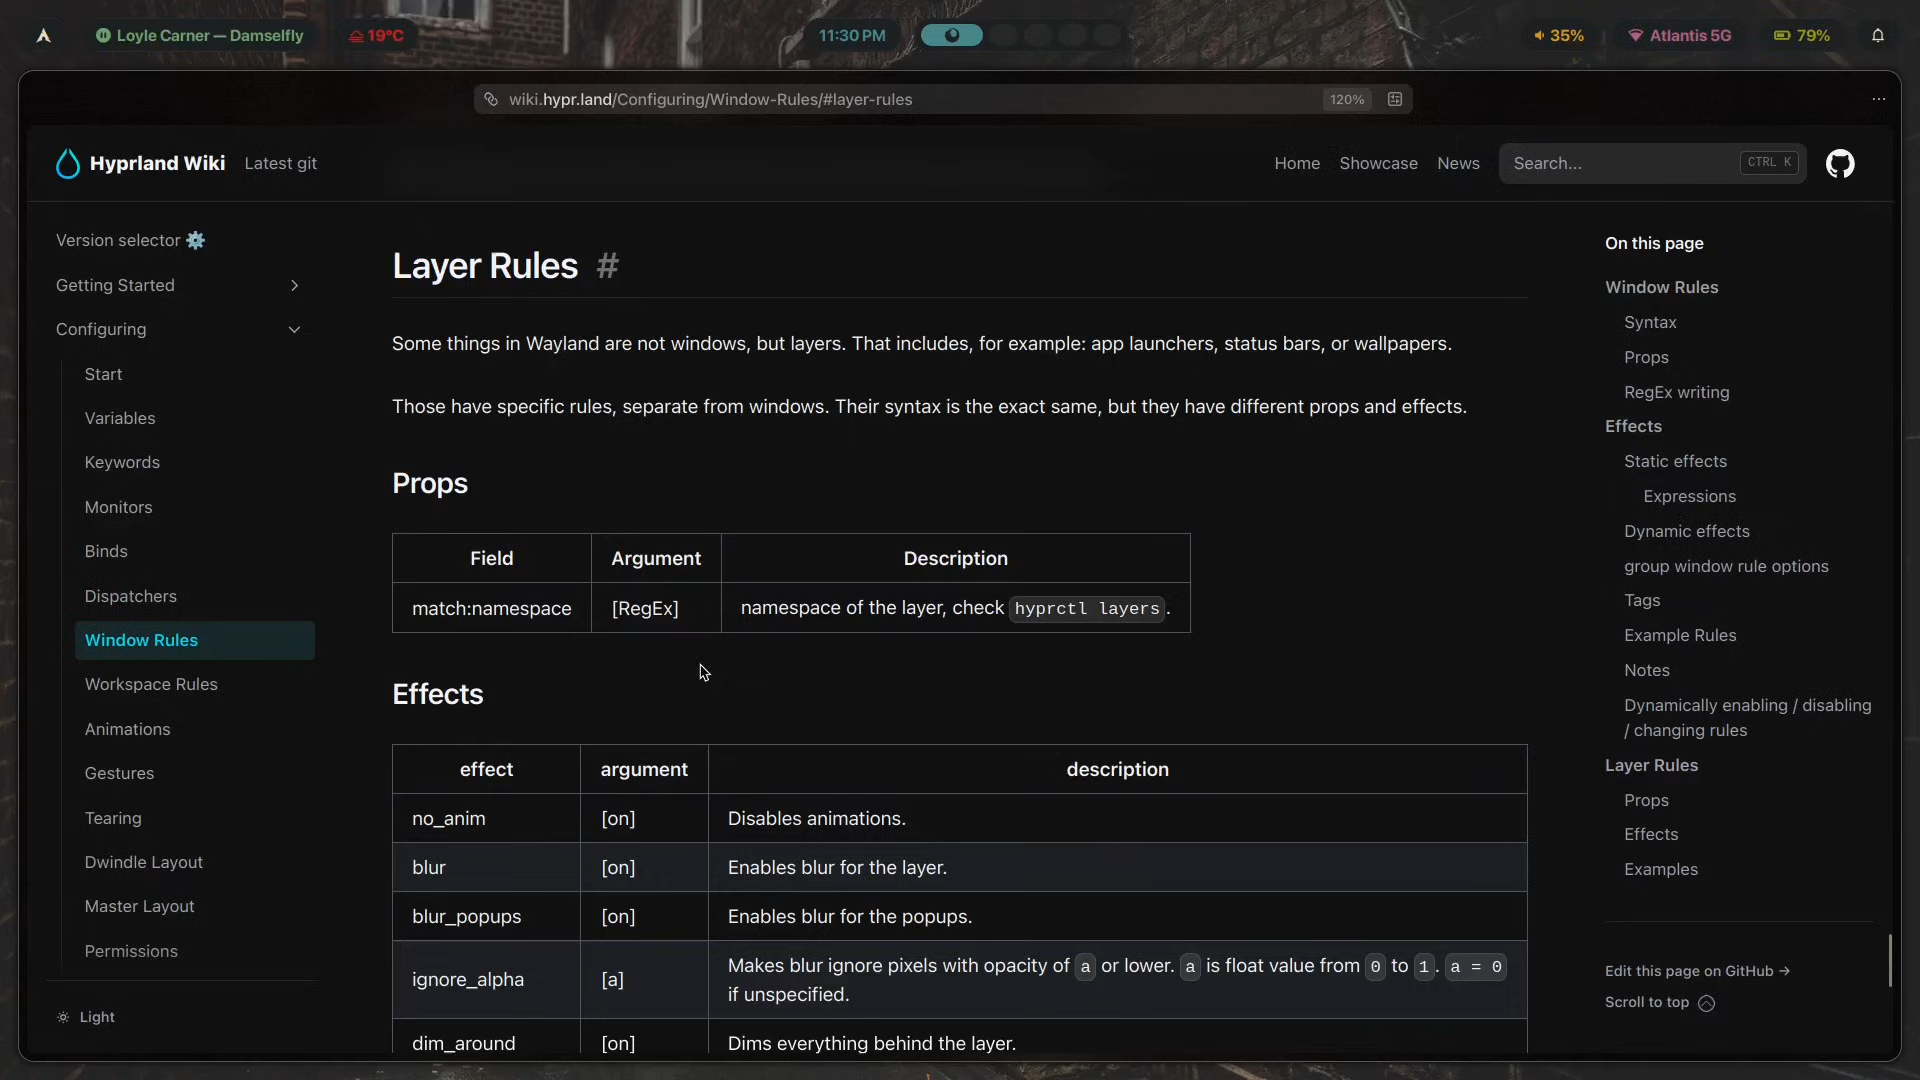 Loyle Carner — Damselfly
19°C
11:30 PM
35%
Atlantis 5G
79%
wiki.hypr.land/Configuring/Window-Rules/#layer-rules
120%
Hyprland Wiki
Latest git
Home
Showcase
News
Search...
CTRL K
Version selector ⚙️
Getting Started
Configuring
Start
Variables
Keywords
Monitors
Binds
Dispatchers
Window Rules
Workspace Rules
Animations
Gestures
Tearing
Dwindle Layout
Master Layout
Permissions
Light
Layer Rules #
Some things in Wayland are not windows, but layers. That includes, for example: app launchers, status bars, or wallpapers.
Those have specific rules, separate from windows. Their syntax is the exact same, but they have different props and effects.
Props
Field Argument Description
match:namespace [RegEx] namespace of the layer, check hyprctl layers.
Effects
effect argument description
no_anim [on] Disables animations.
blur [on] Enables blur for the layer.
blur_popups [on] Enables blur for the popups.
ignore_alpha [a] Makes blur ignore pixels with opacity of a or lower. a is float value from 0 to 1. a = 0
if unspecified.
dim_around [on] Dims everything behind the layer.
On this page
Window Rules
Syntax
Props
RegEx writing
Effects
Static effects
Expressions
Dynamic effects
group window rule options
Tags
Example Rules
Notes
Dynamically enabling / disabling
/ changing rules
Layer Rules
Props
Effects
Examples
Edit this page on GitHub →
Scroll to top